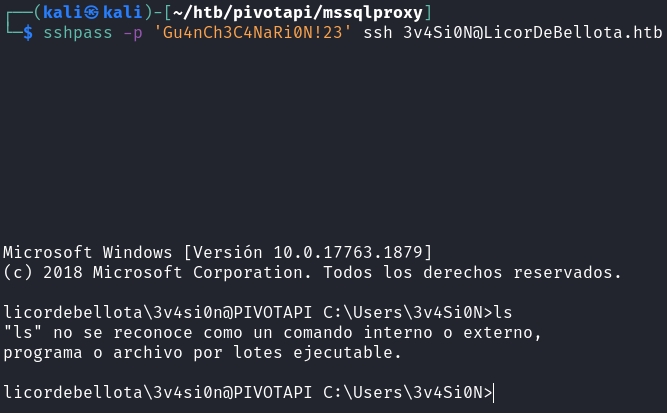 ┌──(kali㉿kali)-[~/htb/pivotapi/mssqlproxy]
└─$ sshpass -p 'Gu4nCh3C4NaRi0N!23' ssh 3v4Si0N@LicorDeBellota.htb
Microsoft Windows [Versión 10.0.17763.1879]
(c) 2018 Microsoft Corporation. Todos los derechos reservados.
licordebellota\3v4si0n@PIVOTAPI C:\Users\3v4Si0N>ls
"ls" no se reconoce como un comando interno o externo,
programa o archivo por lotes ejecutable.
licordebellota\3v4si0n@PIVOTAPI C:\Users\3v4Si0N>